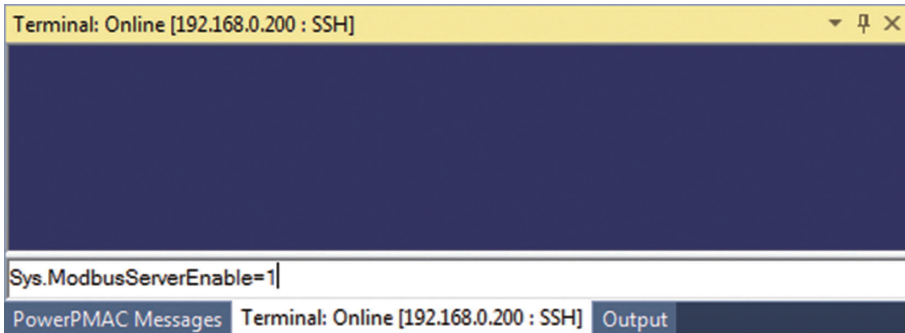 Terminal: Online [192.168.0.200 : SSH]
Sys.ModbusServerEnable=1
PowerPMAC Messages Terminal: Online [192.168.0.200 : SSH] Output